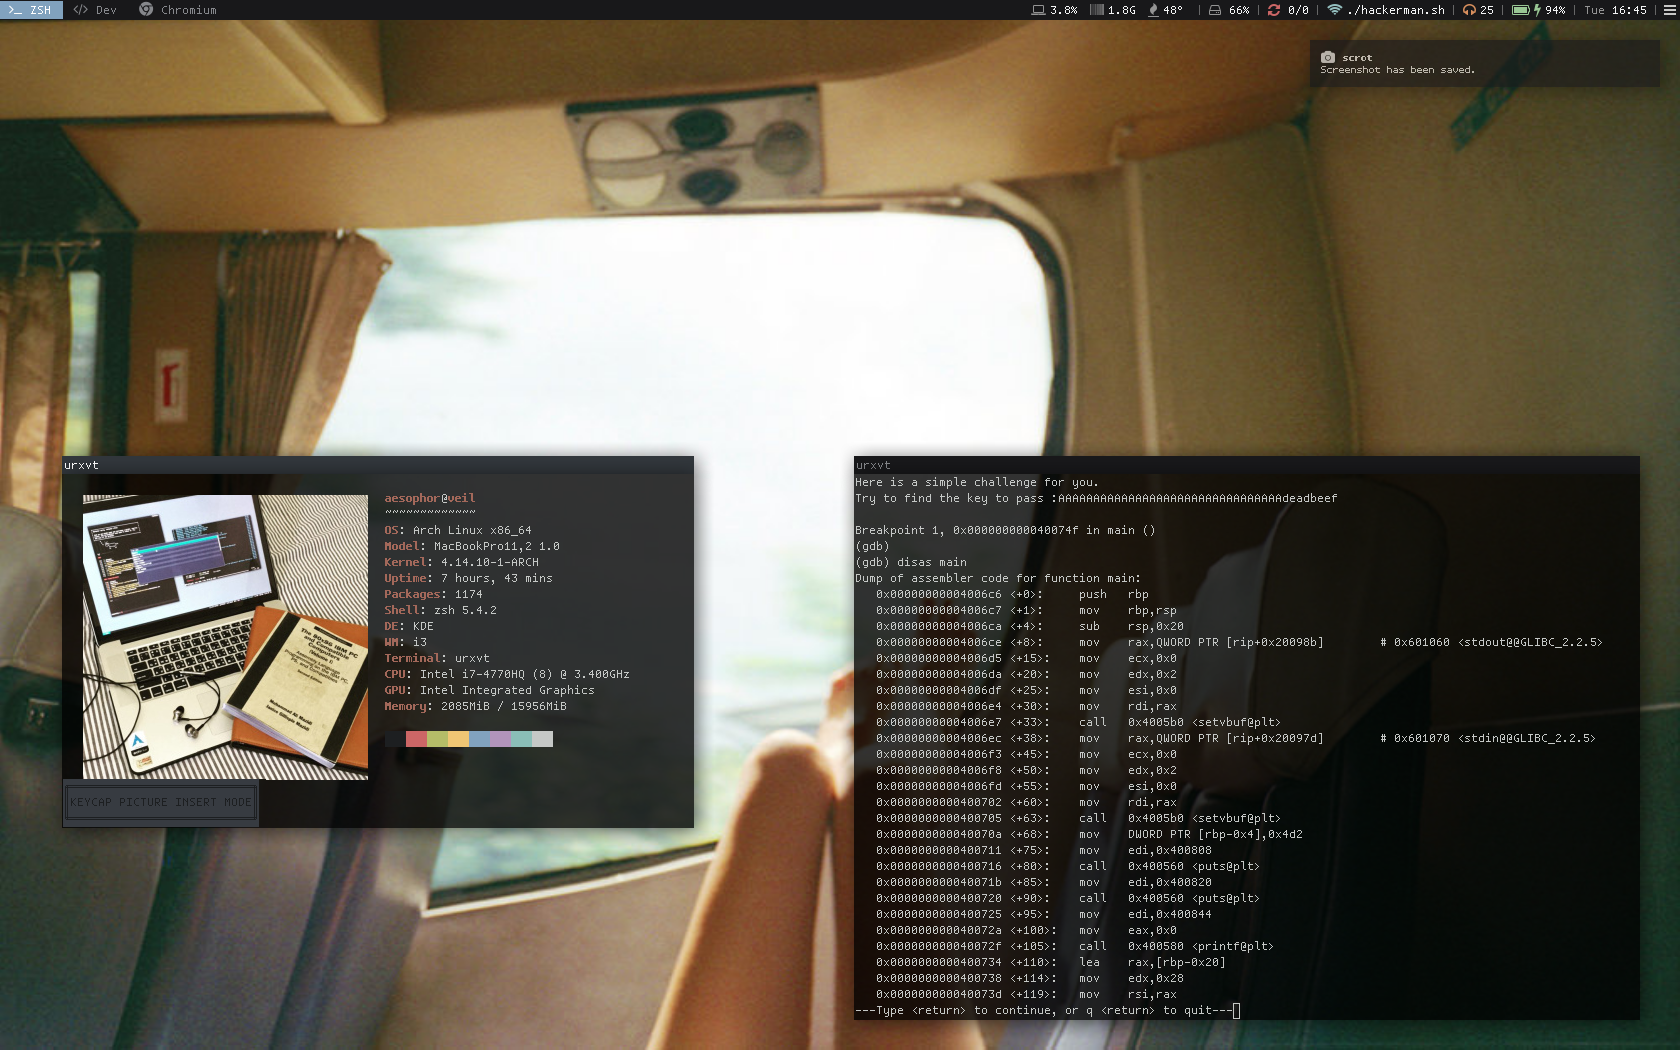 >_ ZSH </> Dev Chromium 3.8% 1.8G 48° | 66% | 0/0 | ./hackerman.sh | 25 | 94% | Tue 16:45 |
scrot
Screenshot has been saved.
urxvt
aesophor@veil
~~~~~~~~~~~~~
OS: Arch Linux x86_64
Model: MacBookPro11,2 1.0
Kernel: 4.14.10-1-ARCH
Uptime: 7 hours, 43 mins
Packages: 1174
Shell: zsh 5.4.2
DE: KDE
WM: i3
Terminal: urxvt
CPU: Intel i7-4770HQ (8) @ 3.400GHz
GPU: Intel Integrated Graphics
Memory: 2085MiB / 15956MiB
The 80x86 IBM PC
and Compatible
Computers
KEYCAP PICTURE INSERT MODE
urxvt
Here is a simple challenge for you.
Try to find the key to pass :AAAAAAAAAAAAAAAAAAAAAAAAAAAAAAAAdeadbeef
Breakpoint 1, 0x000000000040074f in main ()
(gdb)
(gdb) disas main
Dump of assembler code for function main:
0x00000000004006c6 <+0>: push rbp
0x00000000004006c7 <+1>: mov rbp,rsp
0x00000000004006ca <+4>: sub rsp,0x20
0x00000000004006ce <+8>: mov rax,QWORD PTR [rip+0x20098b] # 0x601060 <stdout@@GLIBC_2.2.5>
0x00000000004006d5 <+15>: mov ecx,0x0
0x00000000004006da <+20>: mov edx,0x2
0x00000000004006df <+25>: mov esi,0x0
0x00000000004006e4 <+30>: mov rdi,rax
0x00000000004006e7 <+33>: call 0x4005b0 <setvbuf@plt>
0x00000000004006ec <+38>: mov rax,QWORD PTR [rip+0x20097d] # 0x601070 <stdin@@GLIBC_2.2.5>
0x00000000004006f3 <+45>: mov ecx,0x0
0x00000000004006f8 <+50>: mov edx,0x2
0x00000000004006fd <+55>: mov esi,0x0
0x0000000000400702 <+60>: mov rdi,rax
0x0000000000400705 <+63>: call 0x4005b0 <setvbuf@plt>
0x000000000040070a <+68>: mov DWORD PTR [rbp-0x4],0x4d2
0x0000000000400711 <+75>: mov edi,0x400808
0x0000000000400716 <+80>: call 0x400560 <puts@plt>
0x000000000040071b <+85>: mov edi,0x400820
0x0000000000400720 <+90>: call 0x400560 <puts@plt>
0x0000000000400725 <+95>: mov edi,0x400844
0x000000000040072a <+100>: mov eax,0x0
0x000000000040072f <+105>: call 0x400580 <printf@plt>
0x0000000000400734 <+110>: lea rax,[rbp-0x20]
0x0000000000400738 <+114>: mov edx,0x28
0x000000000040073d <+119>: mov rsi,rax
---Type <return> to continue, or q <return> to quit---